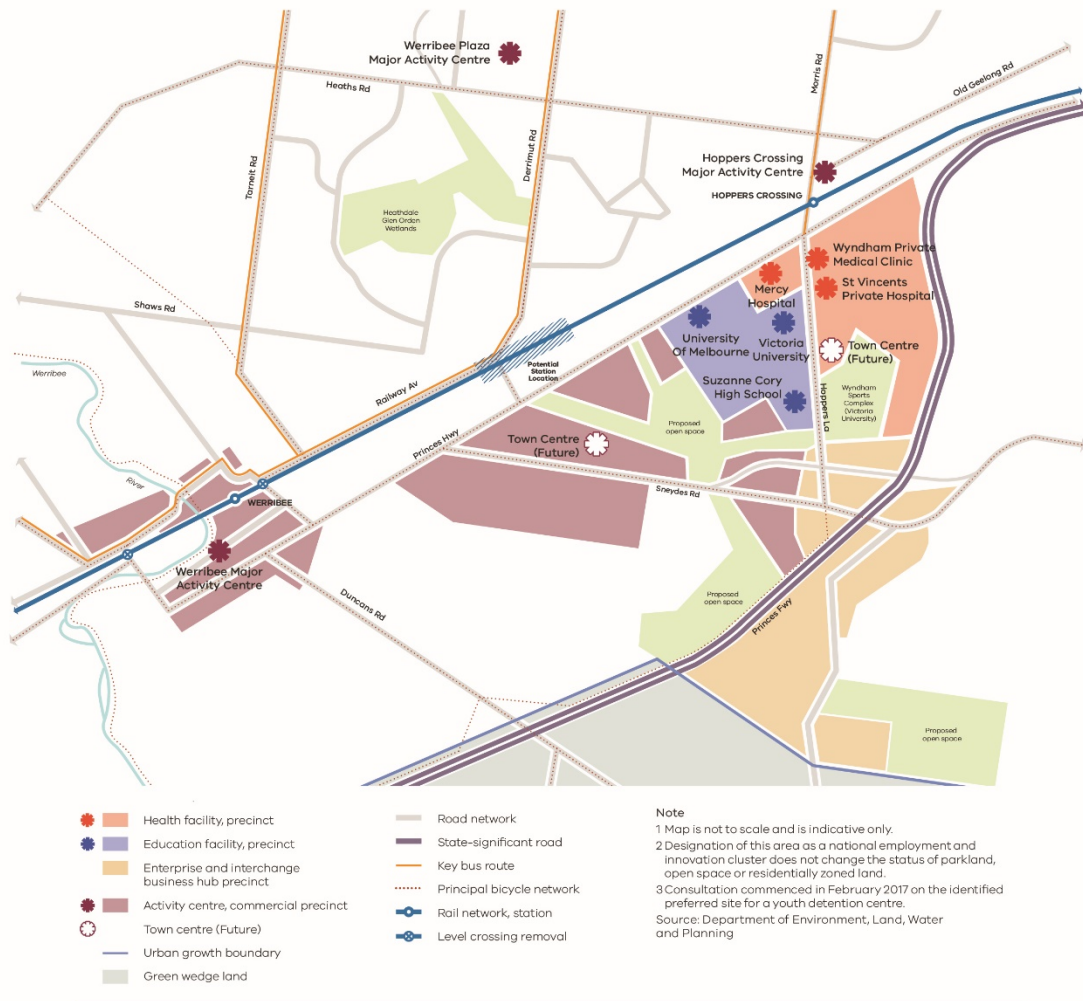 Werribee Plaza
Major Activity Centre
Heaths Rd
Morris Rd
Old Geelong Rd
Tarneit Rd
Derrimut Rd
Hoppers Crossing
Major Activity Centre
HOPPERS CROSSING
Heathdale
Glen Orden
Wetlands
Wyndham Private
Medical Clinic
Mercy
Hospital
St Vincents
Private Hospital
Shaws Rd
University
Of Melbourne
Victoria
University
Town Centre
(Future)
Werribee
Potential
Station
Location
Suzanne Cory
High School
Hoppers La
Wyndham
Sports
Complex
(Victoria
University)
Railway Av
Princes Hwy
Town Centre
(Future)
Proposed
open space
River
WERRIBEE
Sneydes Rd
Werribee Major
Activity Centre
Duncans Rd
Proposed
open space
Princes Fwy
Proposed
open space
Health facility, precinct
Education facility, precinct
Enterprise and interchange
business hub precinct
Activity centre, commercial precinct
Town centre (Future)
Urban growth boundary
Green wedge land
Road network
State-significant road
Key bus route
Principal bicycle network
Rail network, station
Level crossing removal
Note
1 Map is not to scale and is indicative only.
2 Designation of this area as a national employment and
innovation cluster does not change the status of parkland,
open space or residentially zoned land.
3 Consultation commenced in February 2017 on the identified
preferred site for a youth detention centre.
Source: Department of Environment, Land, Water
and Planning